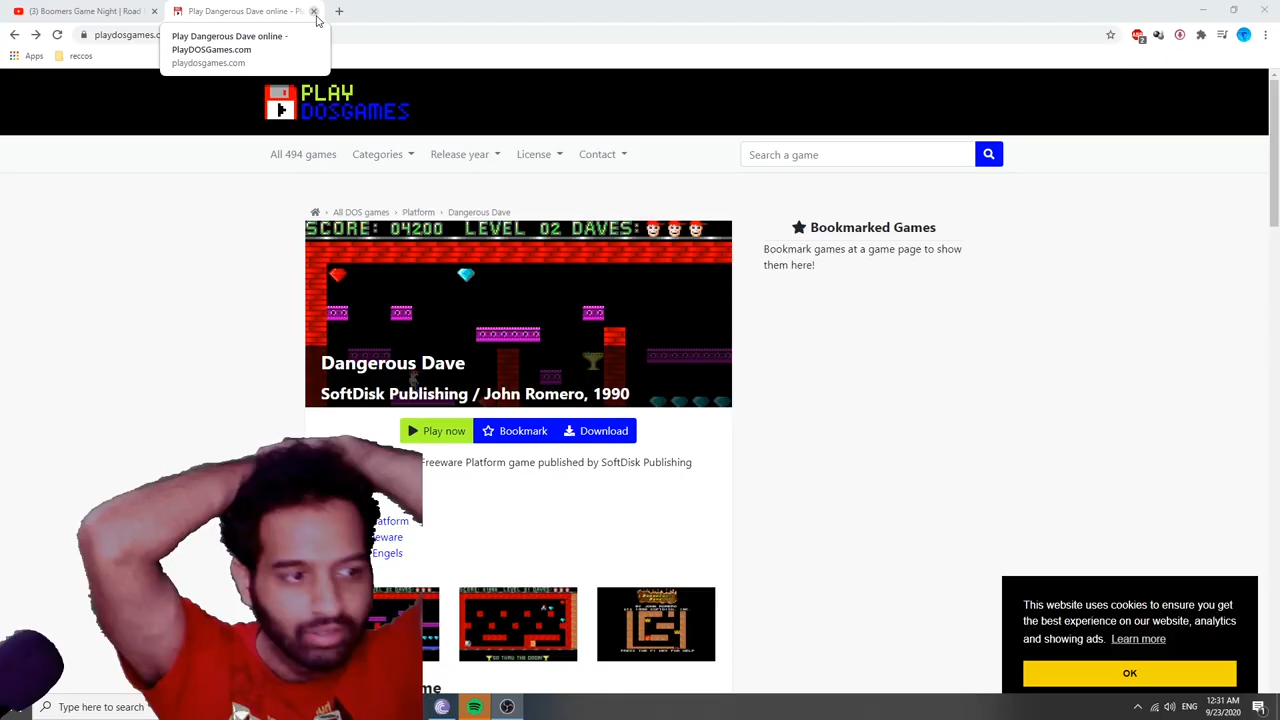 Boomers Game Night | Road
Play Dangerous Dave online - Pl
playdosgames.c
Play Dangerous Dave online -
PlayDOSGames.com
playdosgames.com
2
Apps
reccos
PLAY
DOSGAMES
All 494 games
Categories
Release year
License
Contact
Search a game
All DOS games › Platform › Dangerous Dave
SCORE: 04200 LEVEL 02 DAVES:
Dangerous Dave
SoftDisk Publishing / John Romero, 1990
Play now
Bookmark
Download
Freeware Platform game published by SoftDisk Publishing
atform
eware
Engels
me
Bookmarked Games
Bookmark games at a game page to show
them here!
This website uses cookies to ensure you get
the best experience on our website, analytics
and showing ads. Learn more
OK
Type here to search
ENG
12:31 AM
9/23/2020
1